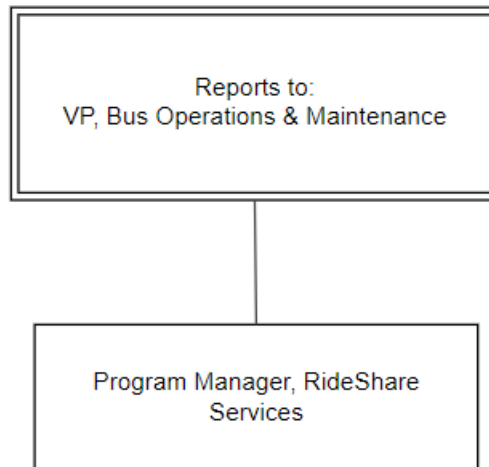 Reports to:
VP, Bus Operations & Maintenance
Program Manager, RideShare
Services